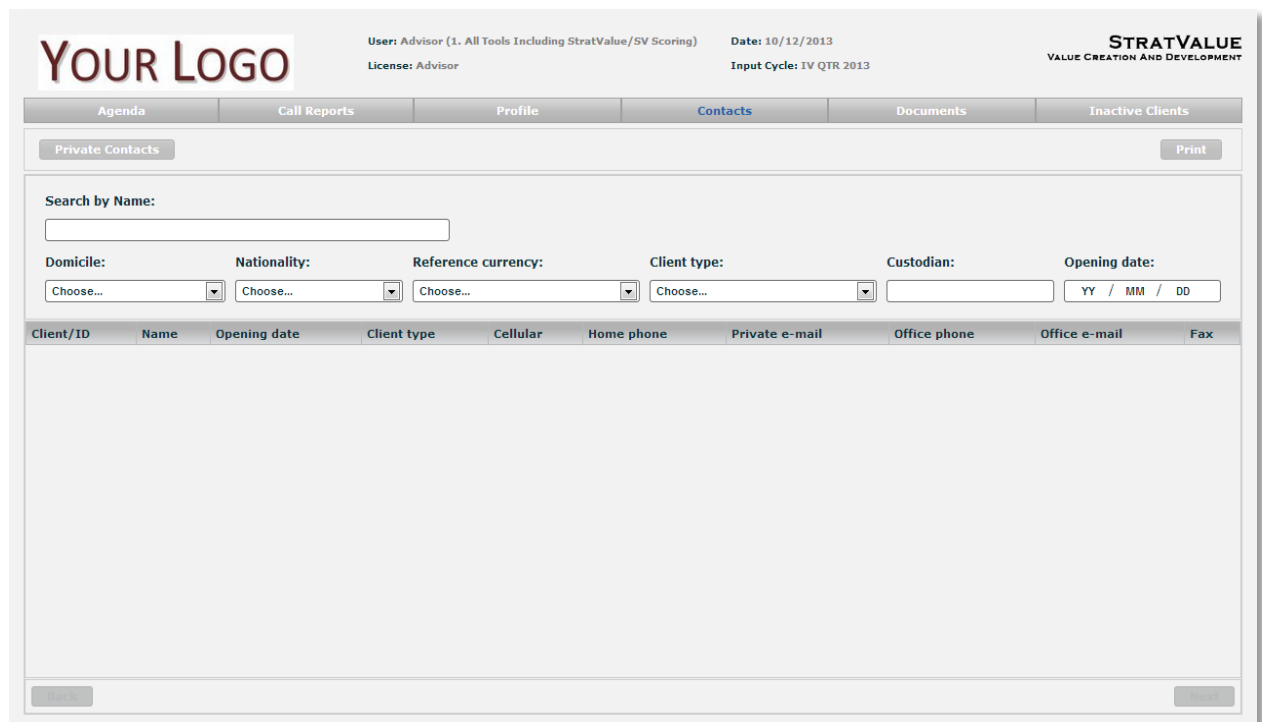 YOUR LOGO
User: Advisor (1. All Tools Including StratValue/SV Scoring) Date: 10/12/2013
License: Advisor Input Cycle: IV QTR 2013
STRATVALUE
VALUE CREATION AND DEVELOPMENT
Agenda Call Reports Profile Contacts Documents Inactive Clients
Private Contacts Print
Search by Name:
Domicile: Nationality: Reference currency: Client type: Custodian: Opening date:
Choose... Choose... Choose... Choose... YY / MM / DD
Client/ID Name Opening date Client type Cellular Home phone Private e-mail Office phone Office e-mail Fax
Back Next